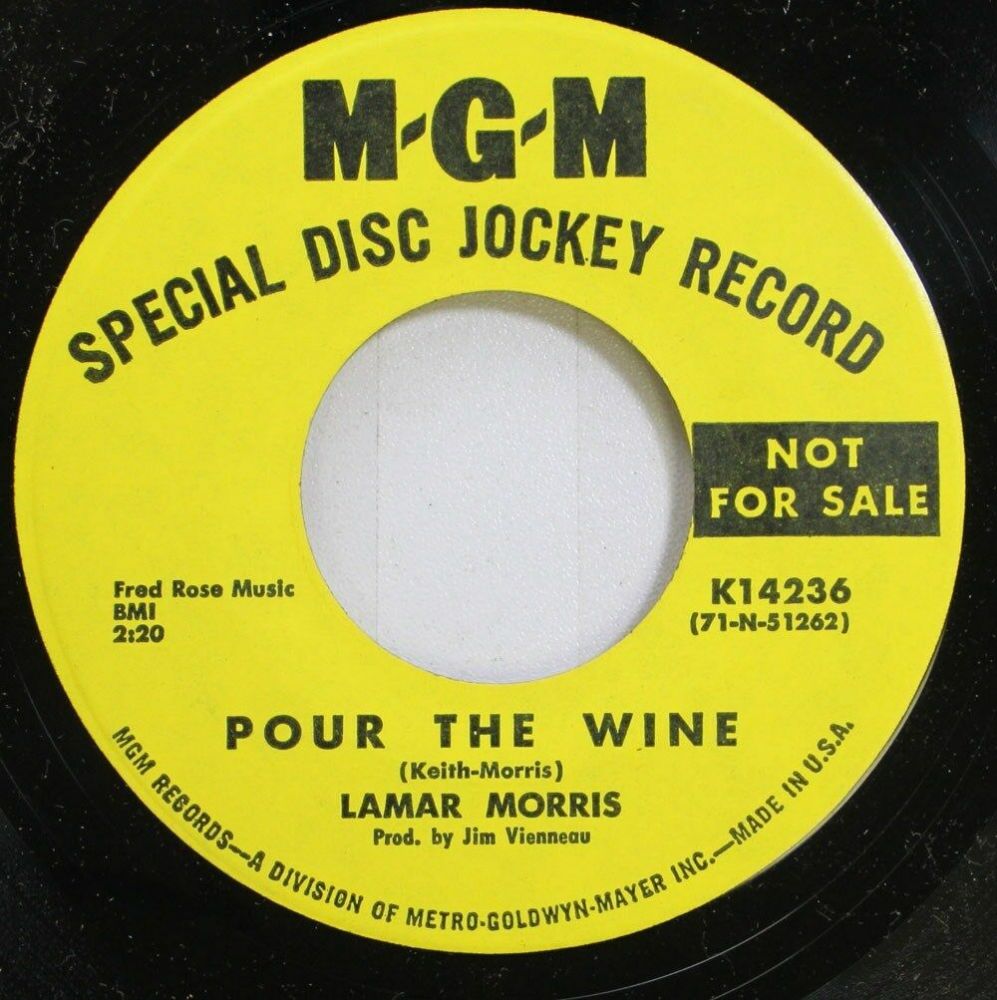 M-G-M
SPECIAL DISC JOCKEY RECORD
NOT
FOR SALE
Fred Rose Music
BMI
2:20
K14236
(71-N-51262)
POUR THE WINE
(Keith-Morris)
LAMAR MORRIS
Prod. by Jim Vienneau
MGM RECORDS—A DIVISION OF METRO-GOLDWYN-MAYER INC.—MADE IN U.S.A.